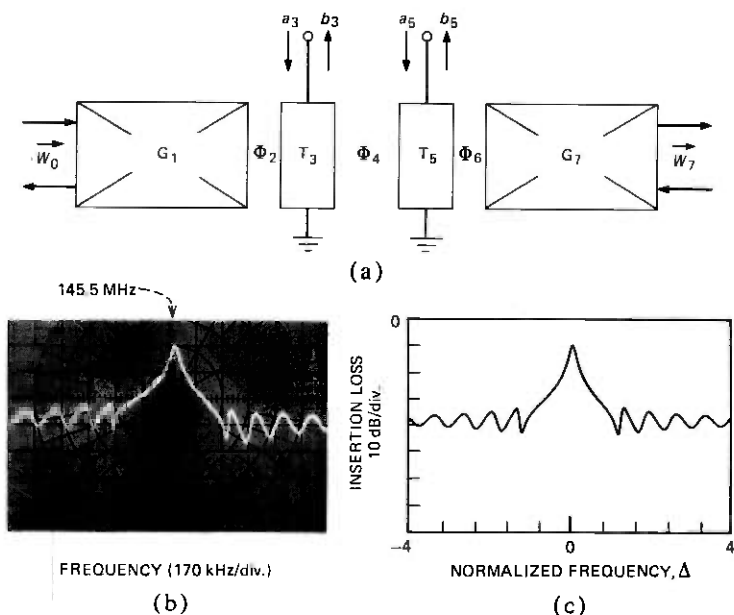 a3 b3 a5 b5
W0 G1 Φ2 T3 Φ4 T5 Φ6 G7 W7
(a)
145.5 MHz
FREQUENCY (170 kHz/div.)
(b)
0
INSERTION LOSS
10 dB/div.
-4 0 4
NORMALIZED FREQUENCY, Δ
(c)